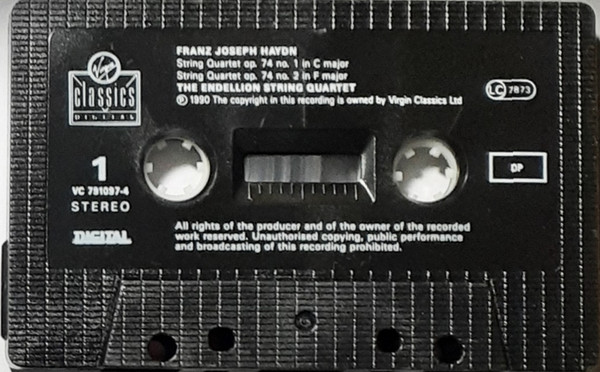 Virgin
classics
DIGITAL
FRANZ JOSEPH HAYDN
String Quartet op. 74 no. 1 in C major
String Quartet op. 74 no. 2 in F major
THE ENDELLION STRING QUARTET
℗ 1990 The copyright in this recording is owned by Virgin Classics Ltd
LC 7873
1
VC 791097-4
STEREO
DIGITAL
DP
All rights of the producer and of the owner of the recorded
work reserved. Unauthorised copying, public performance
and broadcasting of this recording prohibited.